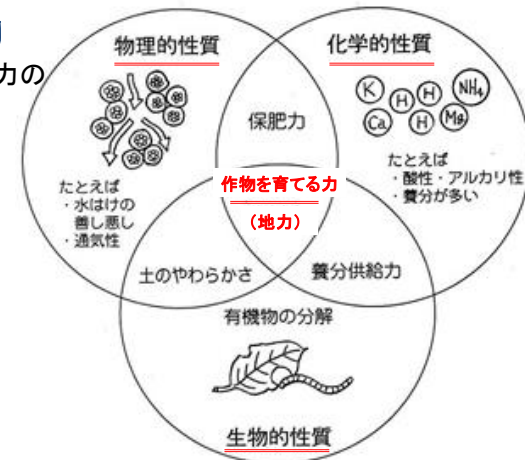 力の
物理的性質
化学的性質
K
H
H
NH₄
Ca
H
Mg
保肥力
たとえば
・水はけの
善し悪し
・通気性
たとえば
・酸性・アルカリ性
・養分が多い
作物を育てる力
（地力）
土のやわらかさ
養分供給力
有機物の分解
生物的性質